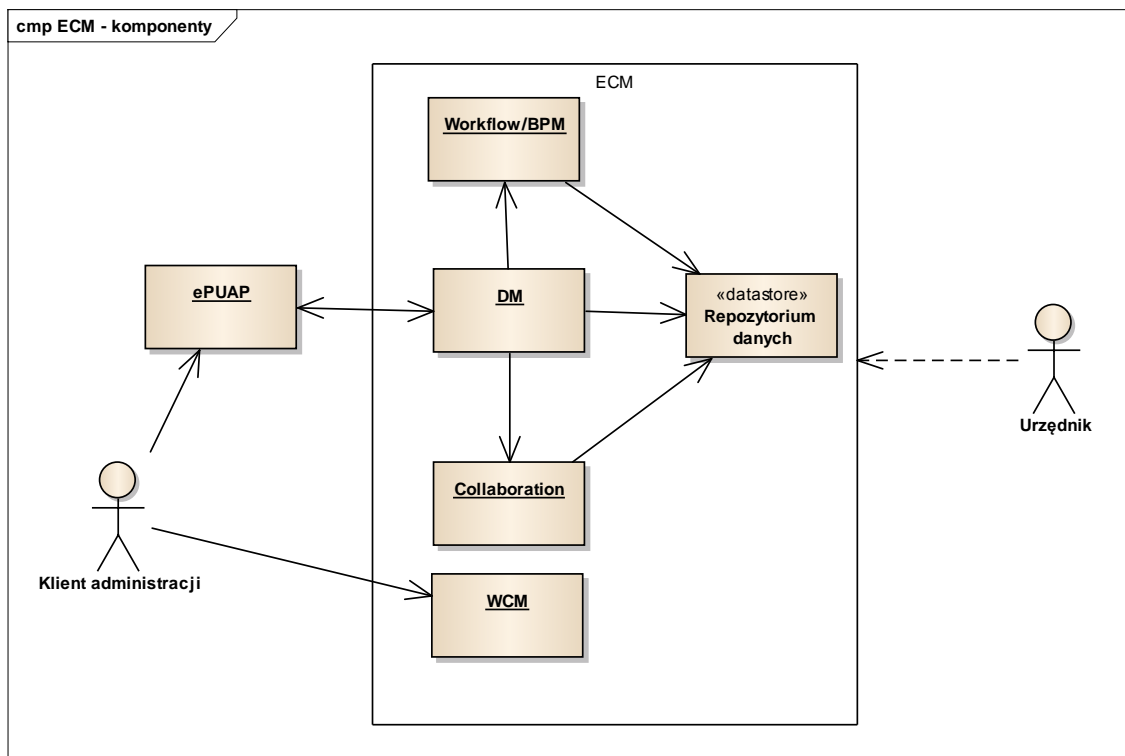 cmp ECM - komponenty
ECM
Workflow/BPM
ePUAP
DM
«datastore»
Repozytorium
danych
Urzędnik
Collaboration
Klient administracji
WCM